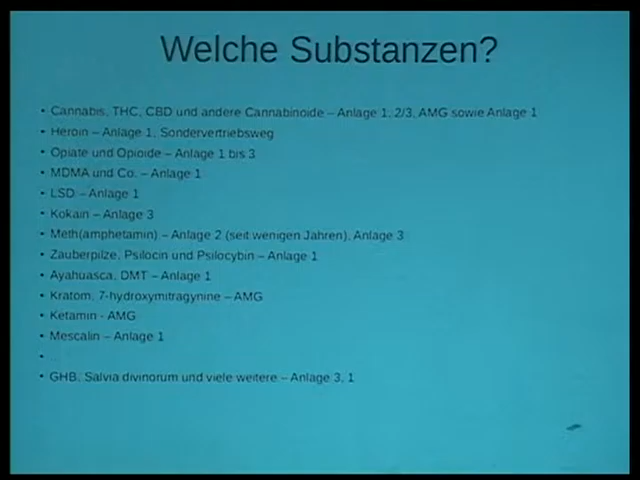 Welche Substanzen?
• Cannabis, THC, CBD und andere Cannabinoide – Anlage 1, 2/3, AMG sowie Anlage 1
• Heroin – Anlage 1, Sondervertriebsweg
• Opiate und Opioide – Anlage 1 bis 3
• MDMA und Co. – Anlage 1
• LSD – Anlage 1
• Kokain – Anlage 3
• Meth(amphetamin) – Anlage 2 (seit wenigen Jahren), Anlage 3
• Zauberpilze, Psilocin und Psilocybin – Anlage 1
• Ayahuasca, DMT – Anlage 1
• Kratom, 7-hydroxymitragynine – AMG
• Ketamin - AMG
• Mescalin – Anlage 1
• ..
• GHB, Salvia divinorum und viele weitere – Anlage 3, 1